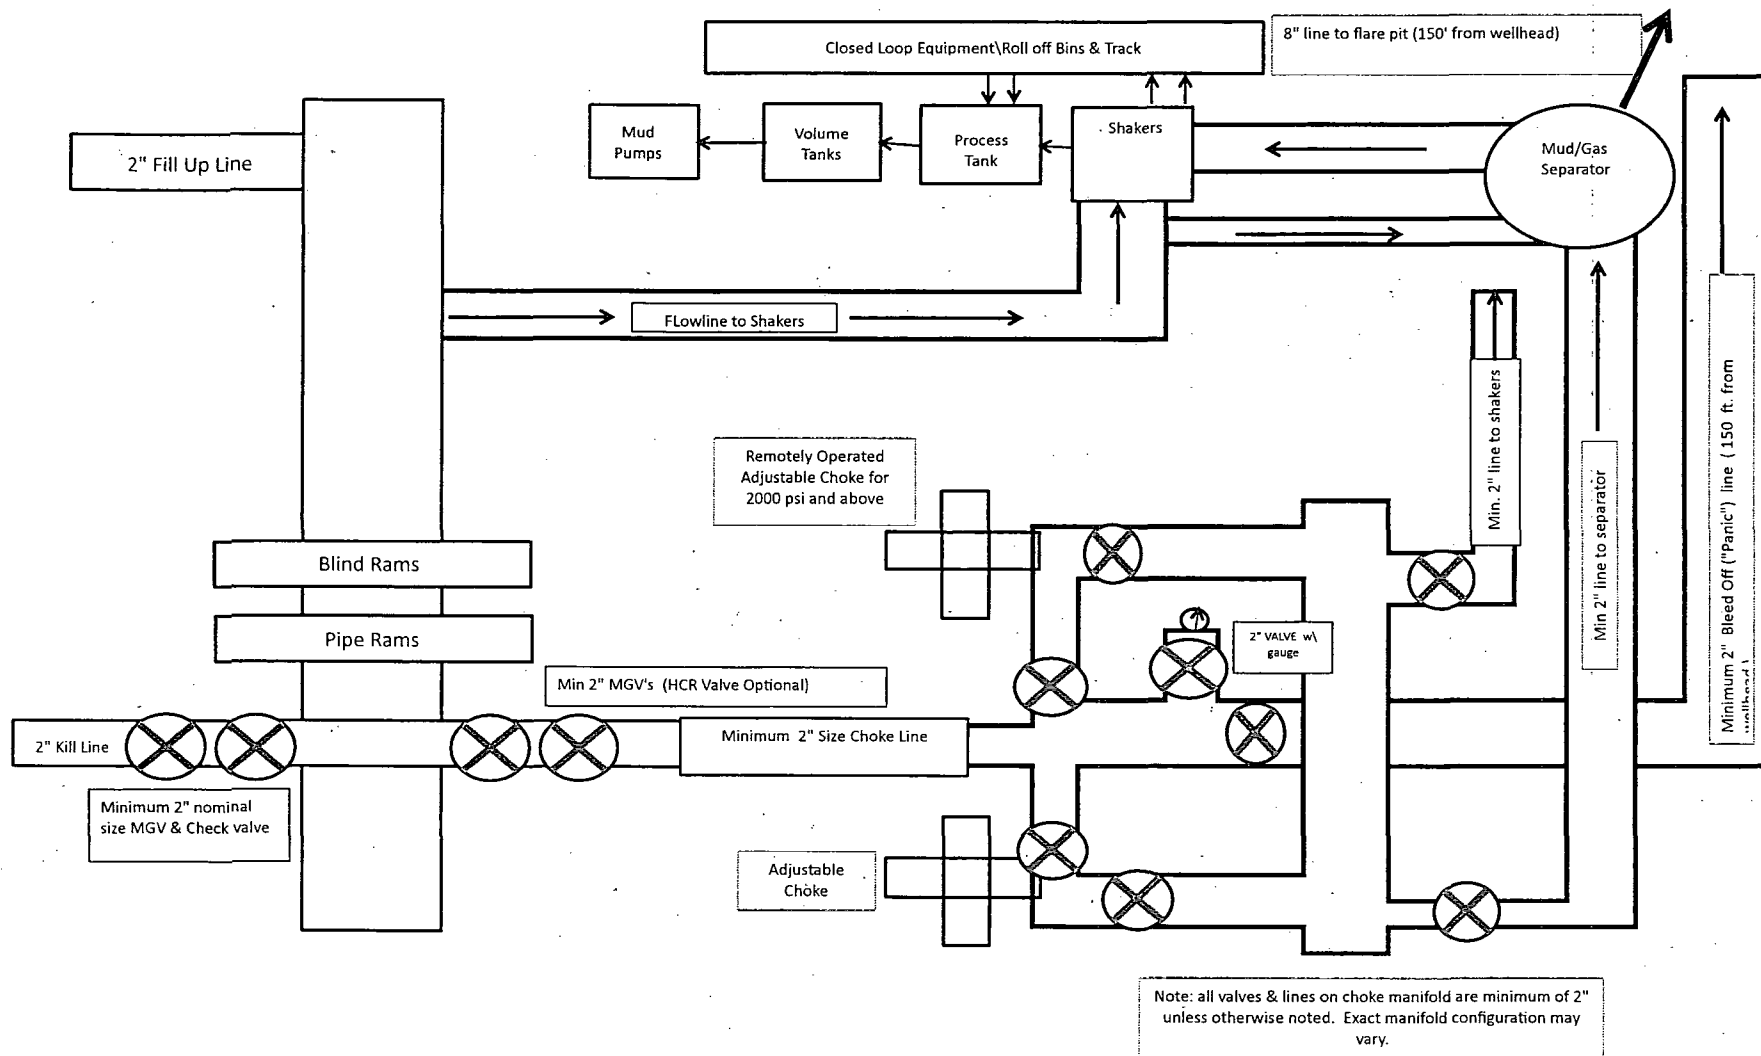 Closed Loop Equipment\Roll off Bins & Track
8" line to flare pit (150' from wellhead)
Mud
Pumps
Volume
Tanks
Process
Tank
Shakers
Mud/Gas
Separator
2" Fill Up Line
FLowline to Shakers
Min. 2" line to shakers
Min 2" line to separator
Minimum 2" Bleed Off ("Panic") line ( 150 ft. from
wellhead)
Remotely Operated
Adjustable Choke for
2000 psi and above
Blind Rams
Pipe Rams
2" VALVE w\
gauge
Min 2" MGV's (HCR Valve Optional)
2" Kill Line
Minimum 2" Size Choke Line
Minimum 2" nominal
size MGV & Check valve
Adjustable
Choke
Note: all valves & lines on choke manifold are minimum of 2"
unless otherwise noted. Exact manifold configuration may
vary.